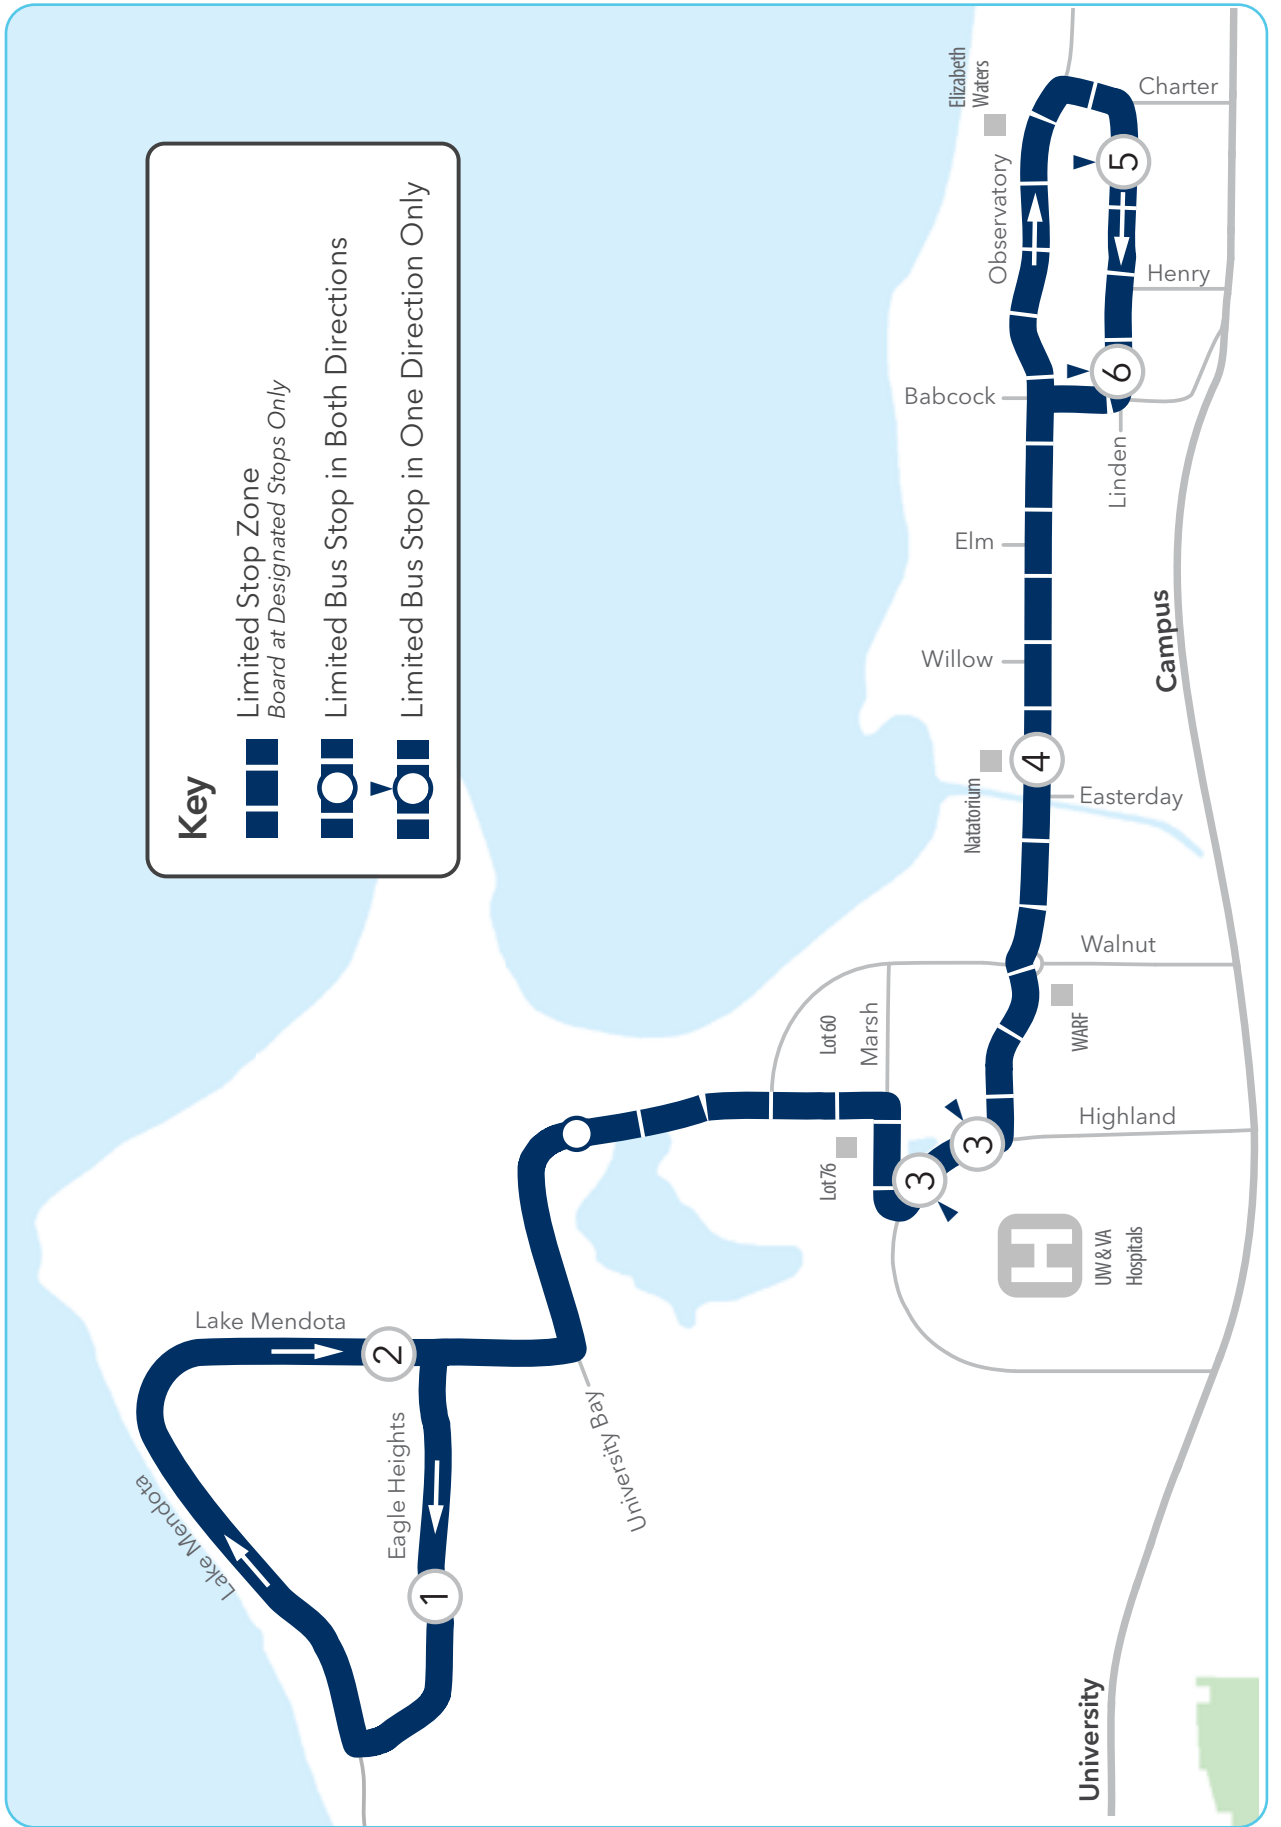 Key
Limited Stop Zone
Board at Designated Stops Only
Limited Bus Stop in Both Directions
Limited Bus Stop in One Direction Only
Lake Mendota
Lake Mendota
2
Eagle Heights
1
University Bay
Lot 76
Lot 60
Marsh
3
3
UW & VA
Hospitals
H
Highland
WARF
Walnut
Natatorium
4
Easterday
Willow
Elm
Babcock
Linden
6
Observatory
Elizabeth
Waters
5
Henry
Charter
Campus
University